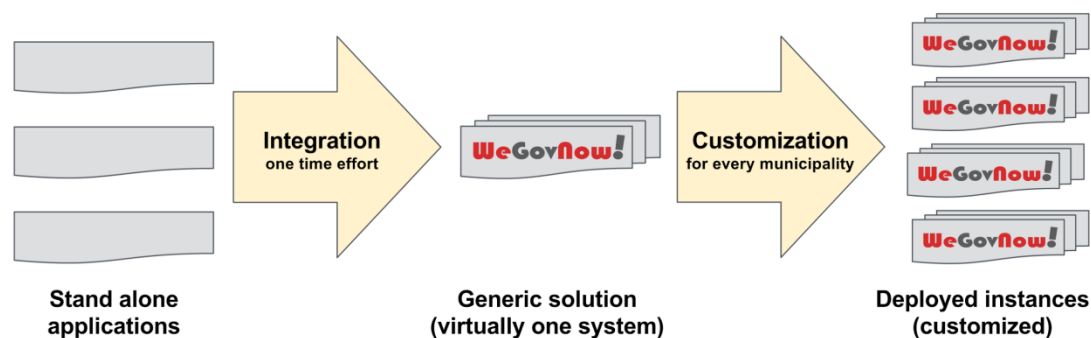 Integration
one time effort
WeGovNow!
Customization
for every municipality
WeGovNow!
WeGovNow!
WeGovNow!
WeGovNow!
Stand alone
applications
Generic solution
(virtually one system)
Deployed instances
(customized)